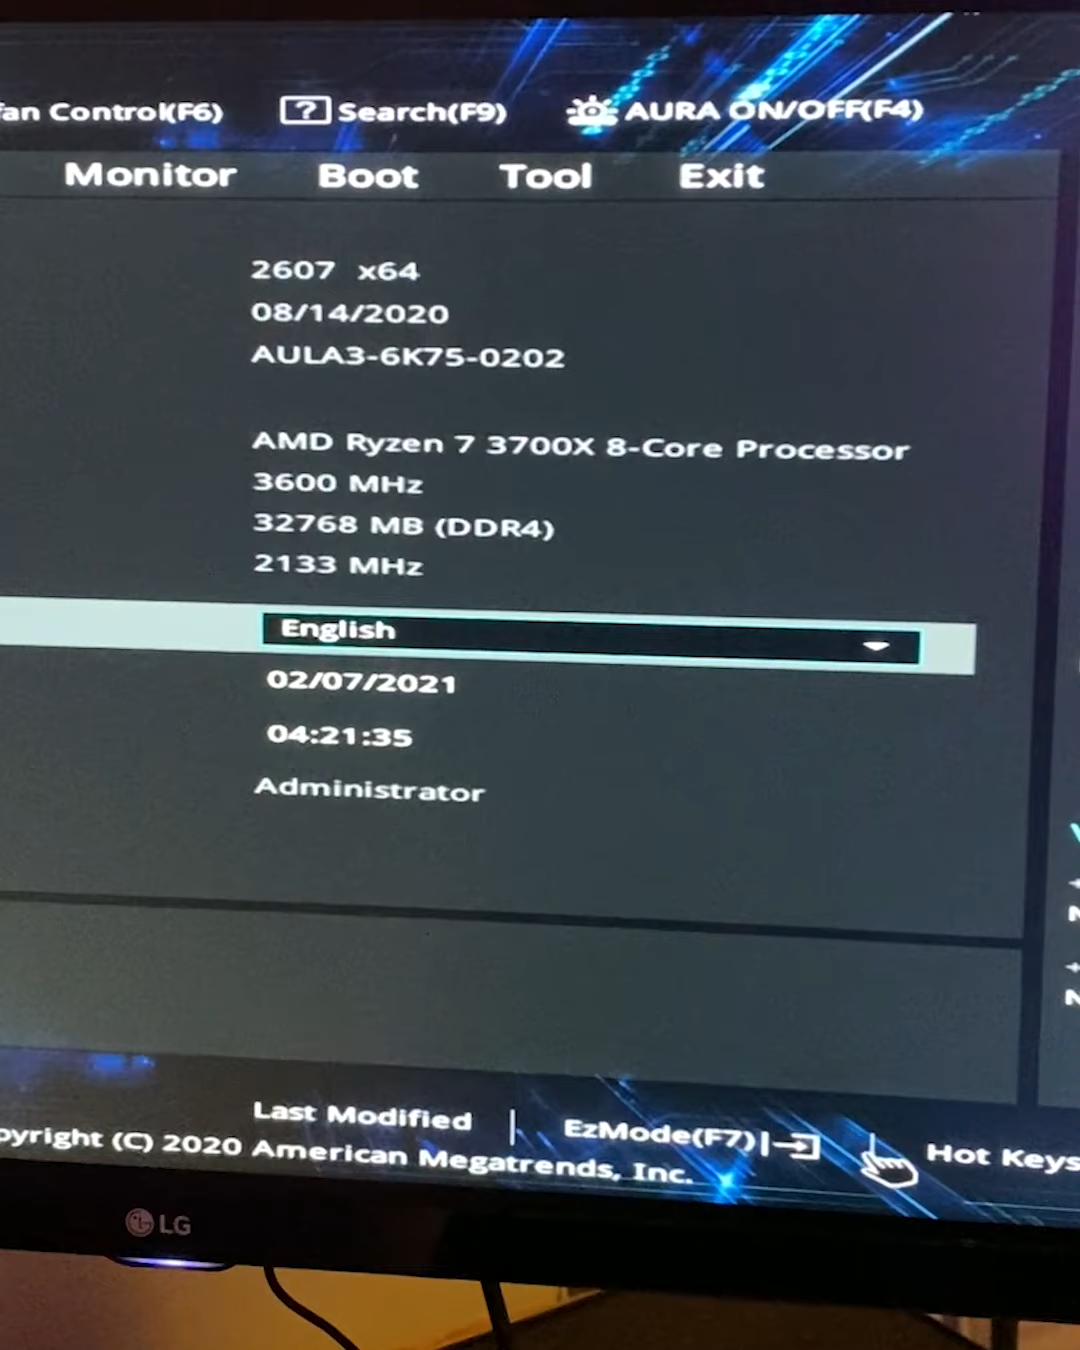 fan Control(F6) ? Search(F9) AURA ON/OFF(F4)
Monitor Boot Tool Exit
2607 x64
08/14/2020
AULA3-6K75-0202
AMD Ryzen 7 3700X 8-Core Processor
3600 MHz
32768 MB (DDR4)
2133 MHz
English
02/07/2021
04:21:35
Administrator
Last Modified | EzMode(F7)| | Hot Keys
opyright (C) 2020 American Megatrends, Inc.
LG